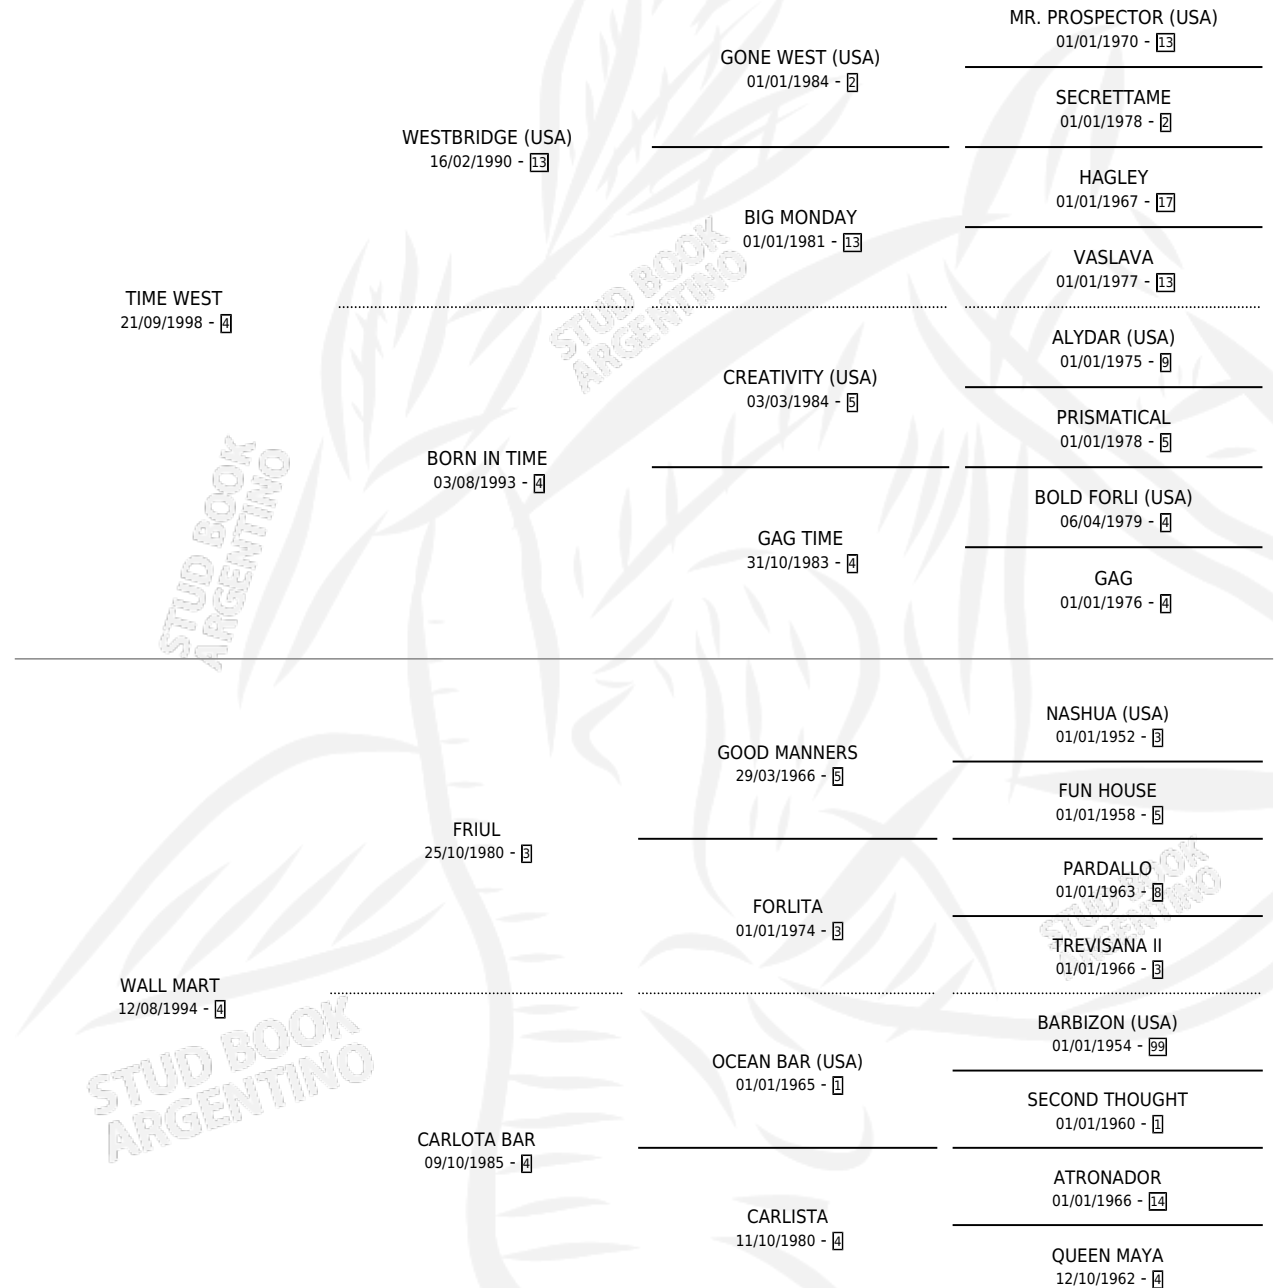 MR. PROSPECTOR (USA)
01/01/1970 - 13
GONE WEST (USA)
01/01/1984 - 2
SECRETTAME
01/01/1978 - 2
WESTBRIDGE (USA)
16/02/1990 - 13
HAGLEY
01/01/1967 - 17
BIG MONDAY
01/01/1981 - 13
VASLAVA
01/01/1977 - 13
TIME WEST
21/09/1998 - 4
ALYDAR (USA)
01/01/1975 - 9
CREATIVITY (USA)
03/03/1984 - 5
PRISMATICAL
01/01/1978 - 5
BORN IN TIME
03/08/1993 - 4
BOLD FORLI (USA)
06/04/1979 - 4
GAG TIME
31/10/1983 - 4
GAG
01/01/1976 - 4
STUD BOOK
ARGENTINO
STUD BOOK
ARGENTINO
NASHUA (USA)
01/01/1952 - 3
GOOD MANNERS
29/03/1966 - 5
FUN HOUSE
01/01/1958 - 5
FRIUL
25/10/1980 - 3
PARDALLO
01/01/1963 - 8
FORLITA
01/01/1974 - 3
TREVISANA II
01/01/1966 - 3
STUD BOOK
ARGENTINO
WALL MART
12/08/1994 - 4
BARBIZON (USA)
01/01/1954 - 99
OCEAN BAR (USA)
01/01/1965 - 1
SECOND THOUGHT
01/01/1960 - 1
CARLOTA BAR
09/10/1985 - 4
ATRONADOR
01/01/1966 - 14
CARLISTA
11/10/1980 - 4
QUEEN MAYA
12/10/1962 - 4
STUD BOOK
ARGENTINO